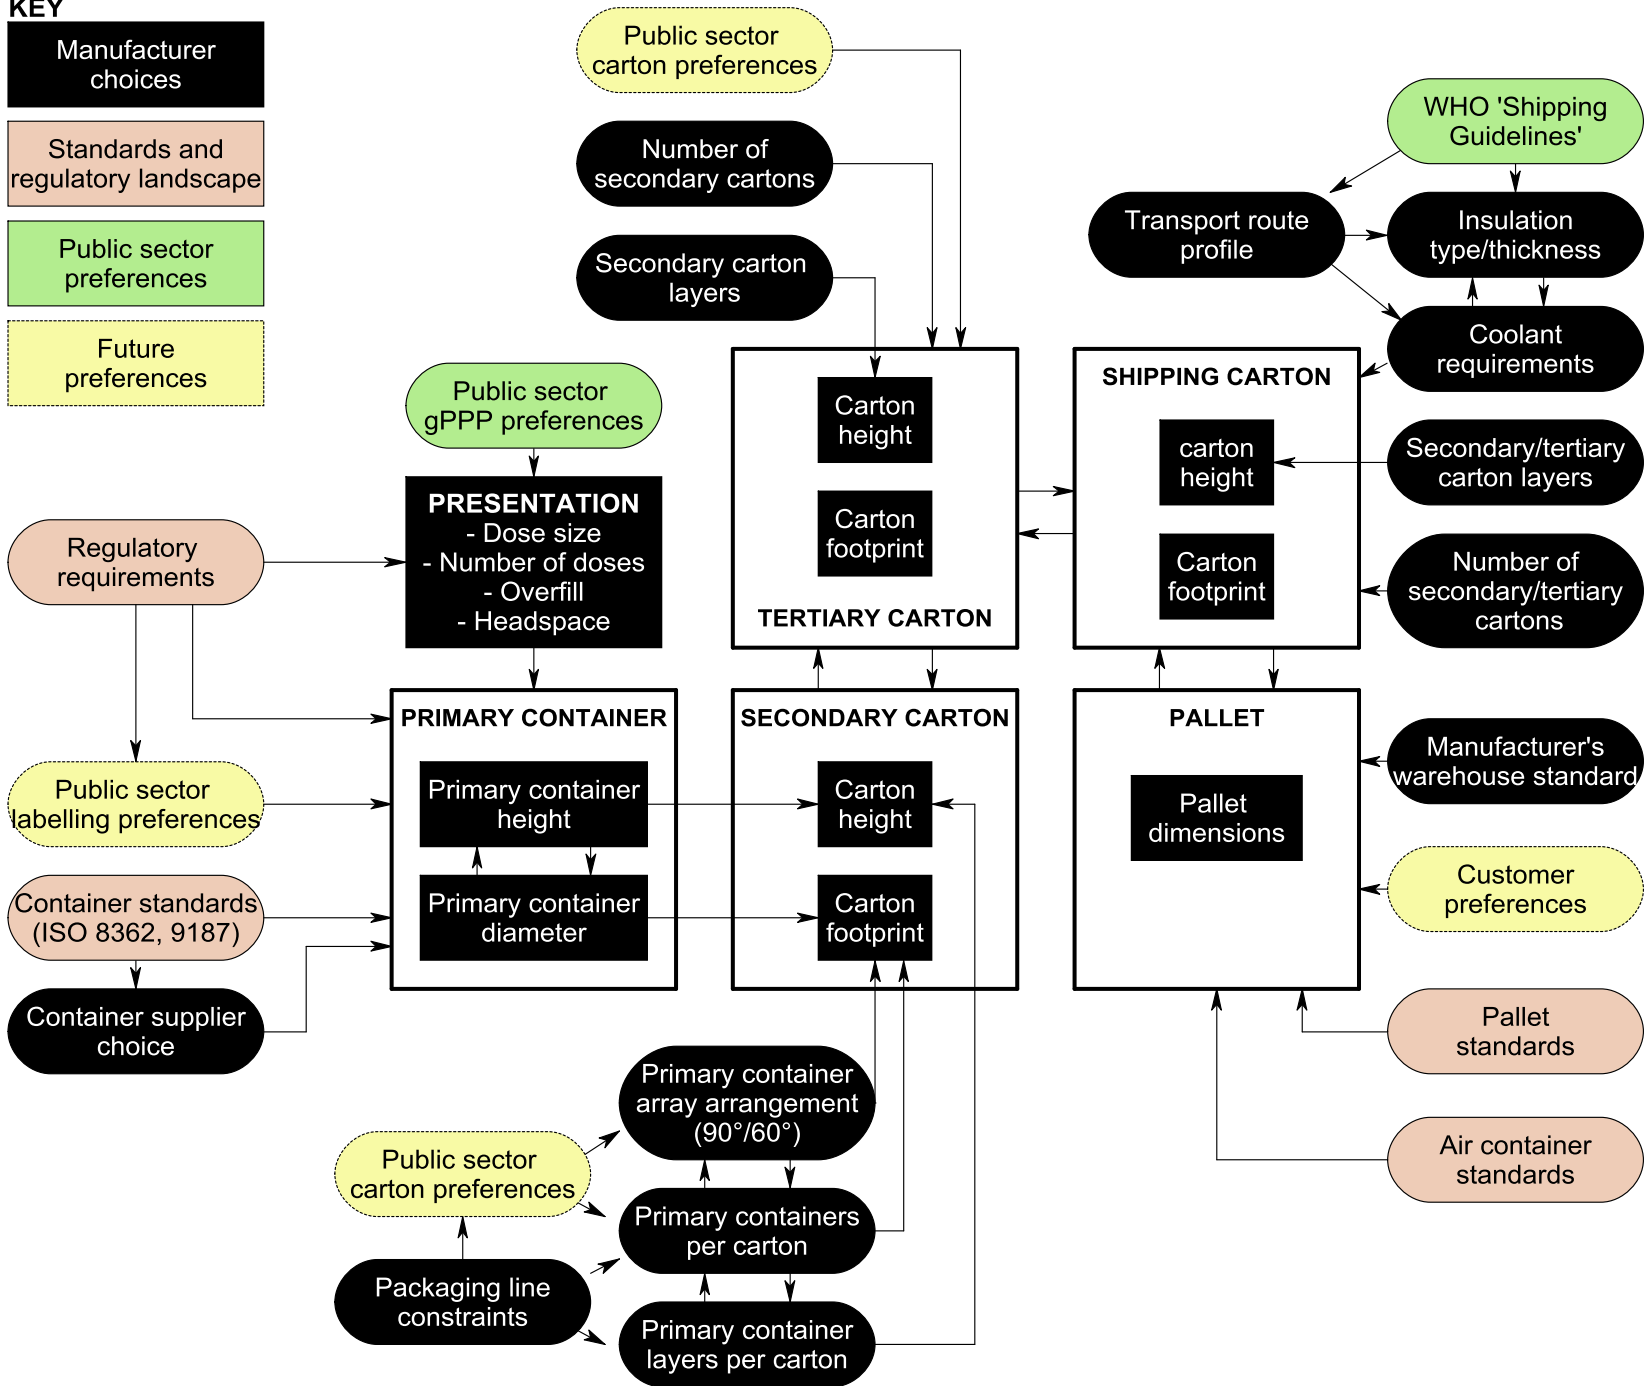 KEY
Manufacturer
choices
Standards and
regulatory landscape
Public sector
preferences
Future
preferences
Public sector
carton preferences
Number of
secondary cartons
Secondary carton
layers
WHO 'Shipping
Guidelines'
Transport route
profile
Insulation
type/thickness
Coolant
requirements
Public sector
gPPP preferences
PRESENTATION
- Dose size
- Number of doses
- Overfill
- Headspace
Regulatory
requirements
Carton
height
Carton
footprint
TERTIARY CARTON
SHIPPING CARTON
carton
height
Carton
footprint
Secondary/tertiary
carton layers
Number of
secondary/tertiary
cartons
PRIMARY CONTAINER
Primary container
height
Primary container
diameter
Public sector
labelling preferences
Container standards
(ISO 8362, 9187)
Container supplier
choice
SECONDARY CARTON
Carton
height
Carton
footprint
PALLET
Pallet
dimensions
Manufacturer's
warehouse standard
Customer
preferences
Pallet
standards
Air container
standards
Primary container
array arrangement
(90°/60°)
Public sector
carton preferences
Primary containers
per carton
Packaging line
constraints
Primary container
layers per carton